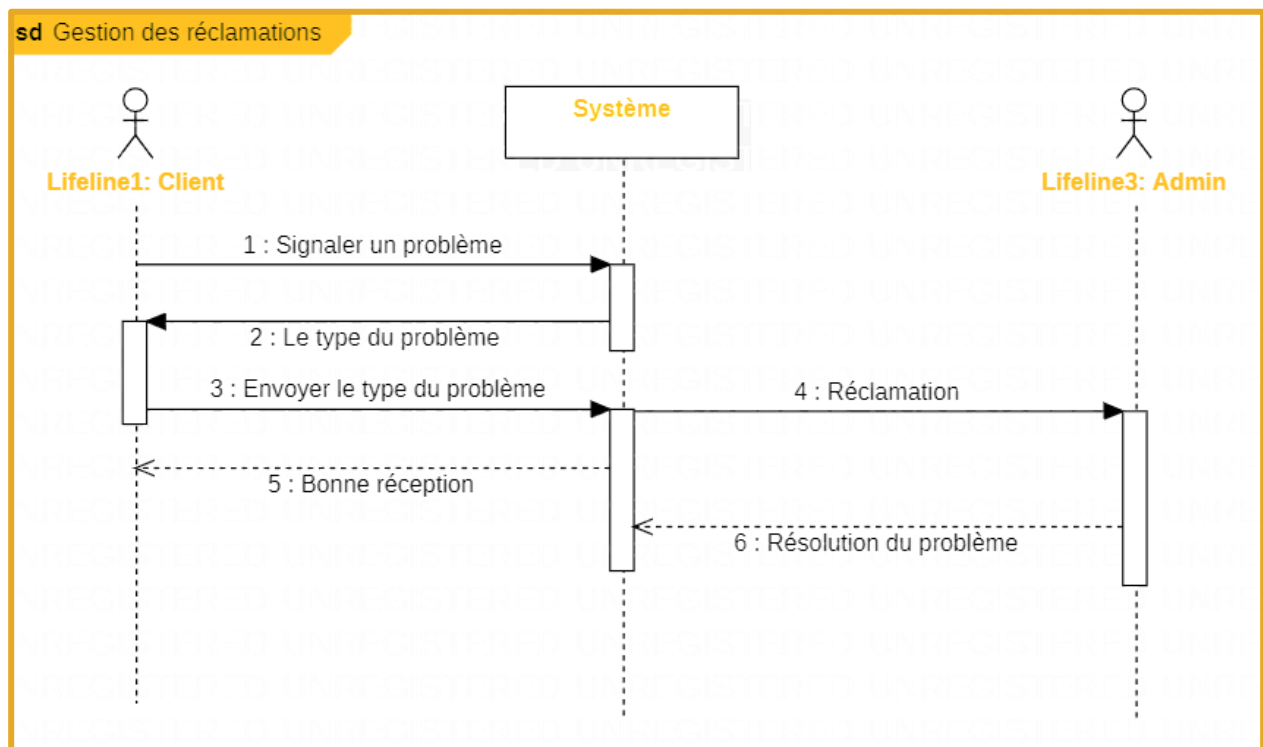 sd Gestion des réclamations
Système
Lifeline1: Client
Lifeline3: Admin
1 : Signaler un problème
2 : Le type du problème
3 : Envoyer le type du problème
4 : Réclamation
5 : Bonne réception
6 : Résolution du problème
UNREGISTERED